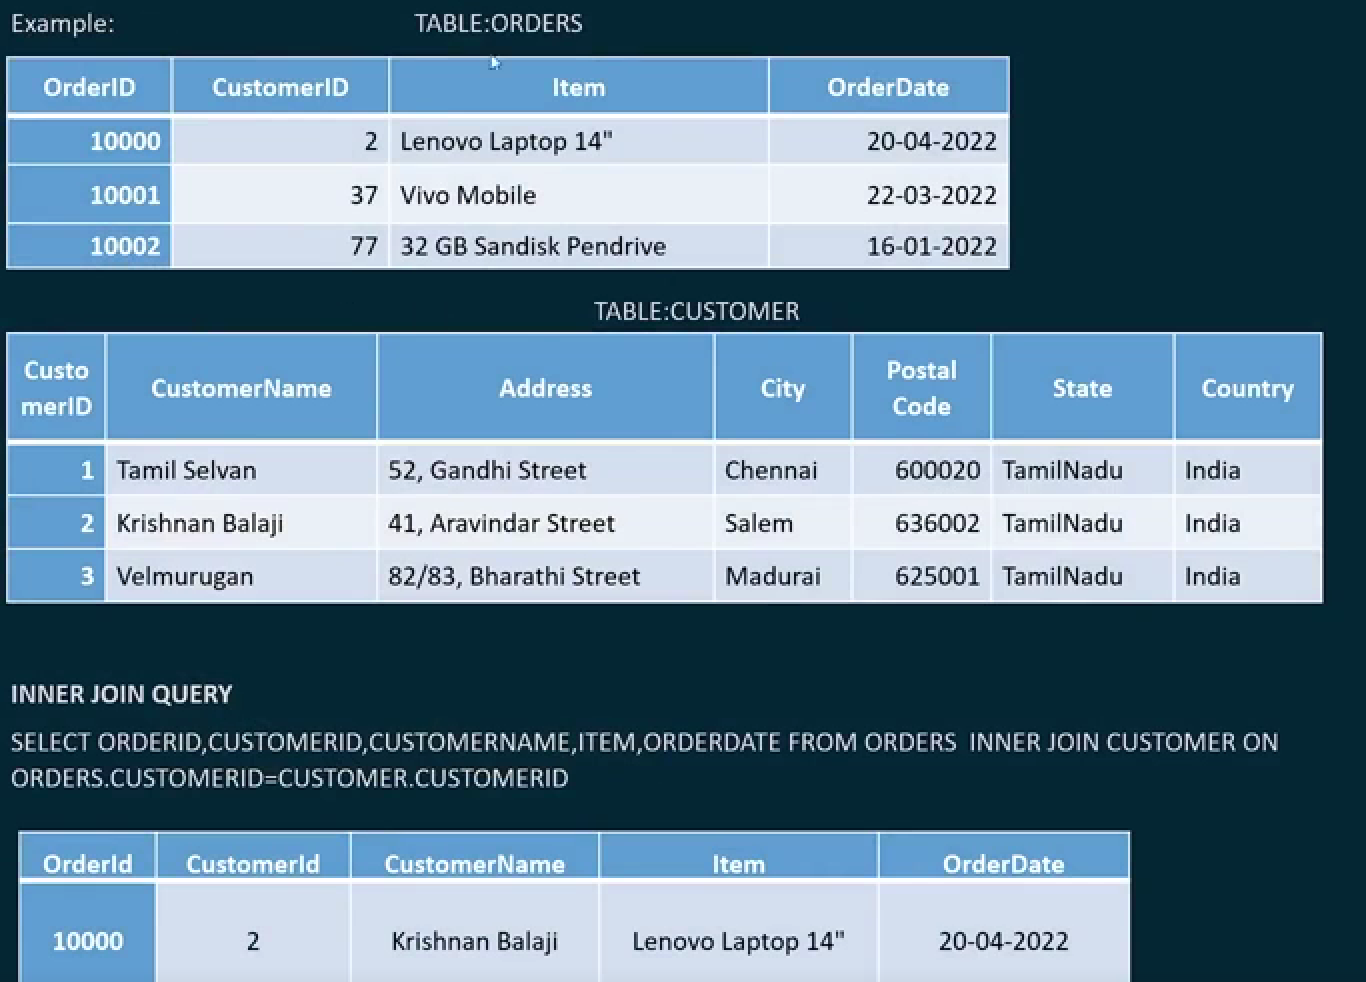 Example:
TABLE:ORDERS
OrderID CustomerID Item OrderDate
10000 2 Lenovo Laptop 14" 20-04-2022
10001 37 Vivo Mobile 22-03-2022
10002 77 32 GB Sandisk Pendrive 16-01-2022
TABLE:CUSTOMER
Custo
merID CustomerName Address City Postal
Code State Country
1 Tamil Selvan 52, Gandhi Street Chennai 600020 TamilNadu India
2 Krishnan Balaji 41, Aravindar Street Salem 636002 TamilNadu India
3 Velmurugan 82/83, Bharathi Street Madurai 625001 TamilNadu India
INNER JOIN QUERY
SELECT ORDERID,CUSTOMERID,CUSTOMERNAME,ITEM,ORDERDATE FROM ORDERS  INNER JOIN CUSTOMER ON
ORDERS.CUSTOMERID=CUSTOMER.CUSTOMERID
OrderId CustomerId CustomerName Item OrderDate
10000 2 Krishnan Balaji Lenovo Laptop 14" 20-04-2022